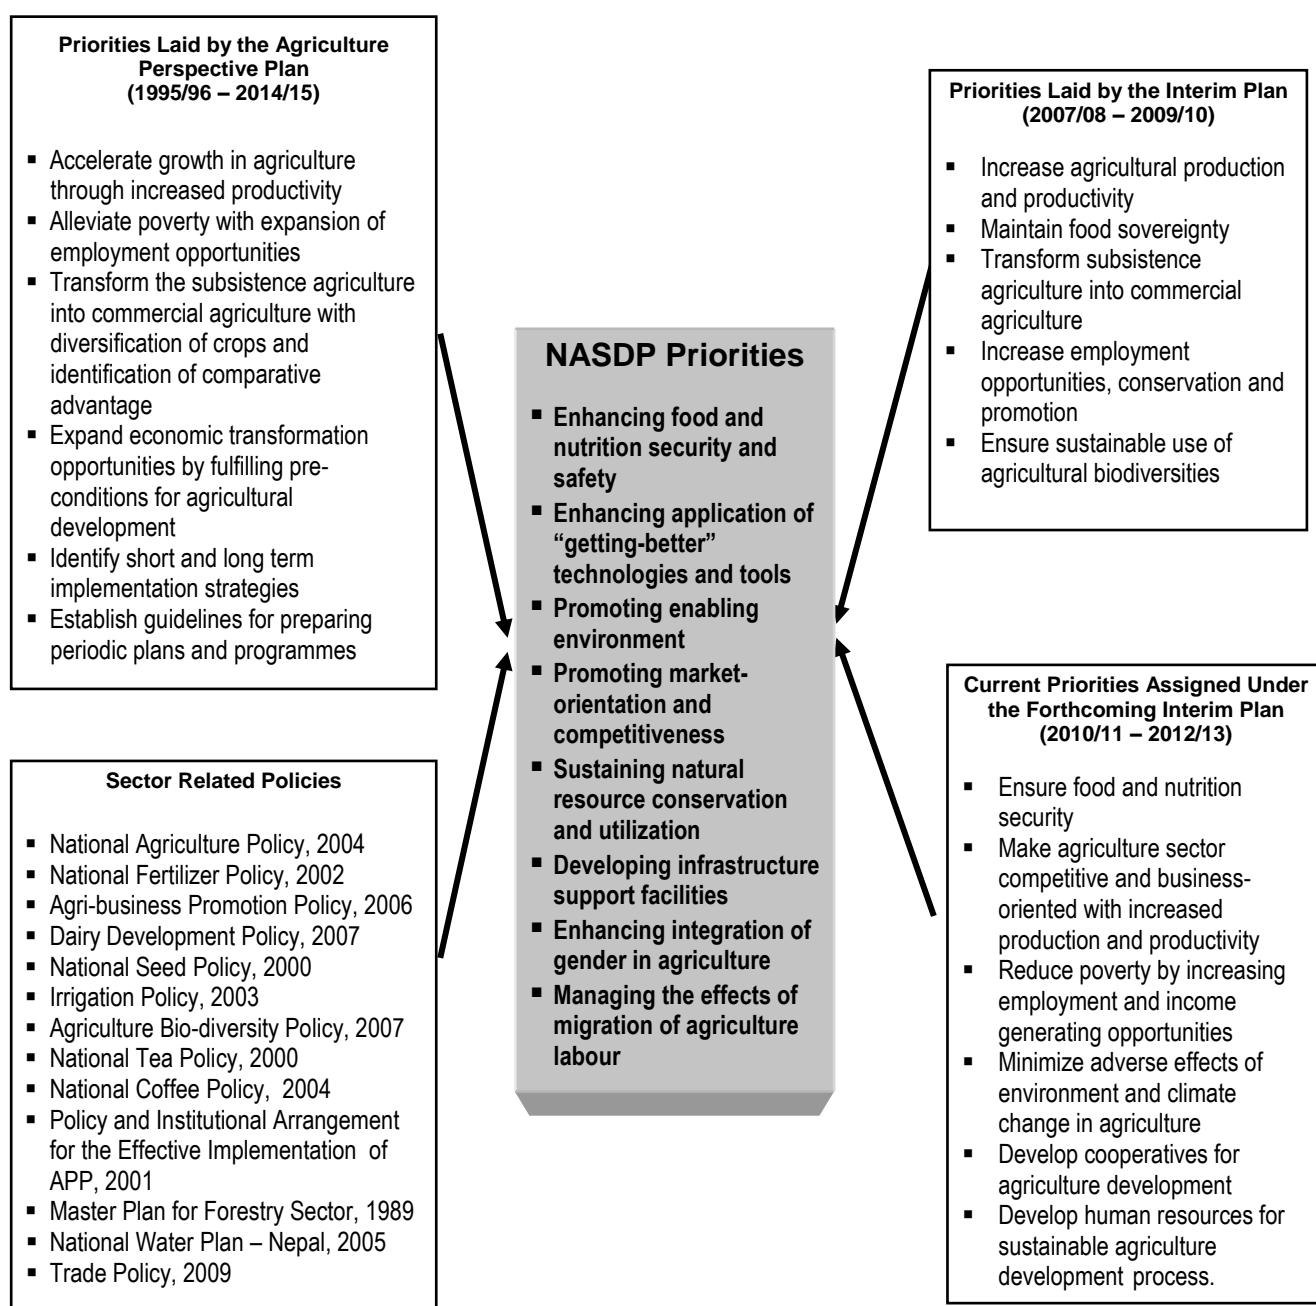 Priorities Laid by the Agriculture
Perspective Plan
(1995/96 – 2014/15)
▪ Accelerate growth in agriculture
through increased productivity
▪ Alleviate poverty with expansion of
employment opportunities
▪ Transform the subsistence agriculture
into commercial agriculture with
diversification of crops and
identification of comparative
advantage
▪ Expand economic transformation
opportunities by fulfilling pre-
conditions for agricultural
development
▪ Identify short and long term
implementation strategies
▪ Establish guidelines for preparing
periodic plans and programmes
Sector Related Policies
▪ National Agriculture Policy, 2004
▪ National Fertilizer Policy, 2002
▪ Agri-business Promotion Policy, 2006
▪ Dairy Development Policy, 2007
▪ National Seed Policy, 2000
▪ Irrigation Policy, 2003
▪ Agriculture Bio-diversity Policy, 2007
▪ National Tea Policy, 2000
▪ National Coffee Policy, 2004
▪ Policy and Institutional Arrangement
for the Effective Implementation of
APP, 2001
▪ Master Plan for Forestry Sector, 1989
▪ National Water Plan – Nepal, 2005
▪ Trade Policy, 2009
NASDP Priorities
▪ Enhancing food and
nutrition security and
safety
▪ Enhancing application of
“getting-better”
technologies and tools
▪ Promoting enabling
environment
▪ Promoting market-
orientation and
competitiveness
▪ Sustaining natural
resource conservation
and utilization
▪ Developing infrastructure
support facilities
▪ Enhancing integration of
gender in agriculture
▪ Managing the effects of
migration of agriculture
labour
Priorities Laid by the Interim Plan
(2007/08 – 2009/10)
▪ Increase agricultural production
and productivity
▪ Maintain food sovereignty
▪ Transform subsistence
agriculture into commercial
agriculture
▪ Increase employment
opportunities, conservation and
promotion
▪ Ensure sustainable use of
agricultural biodiversities
Current Priorities Assigned Under
the Forthcoming Interim Plan
(2010/11 – 2012/13)
▪ Ensure food and nutrition
security
▪ Make agriculture sector
competitive and business-
oriented with increased
production and productivity
▪ Reduce poverty by increasing
employment and income
generating opportunities
▪ Minimize adverse effects of
environment and climate
change in agriculture
▪ Develop cooperatives for
agriculture development
▪ Develop human resources for
sustainable agriculture
development process.